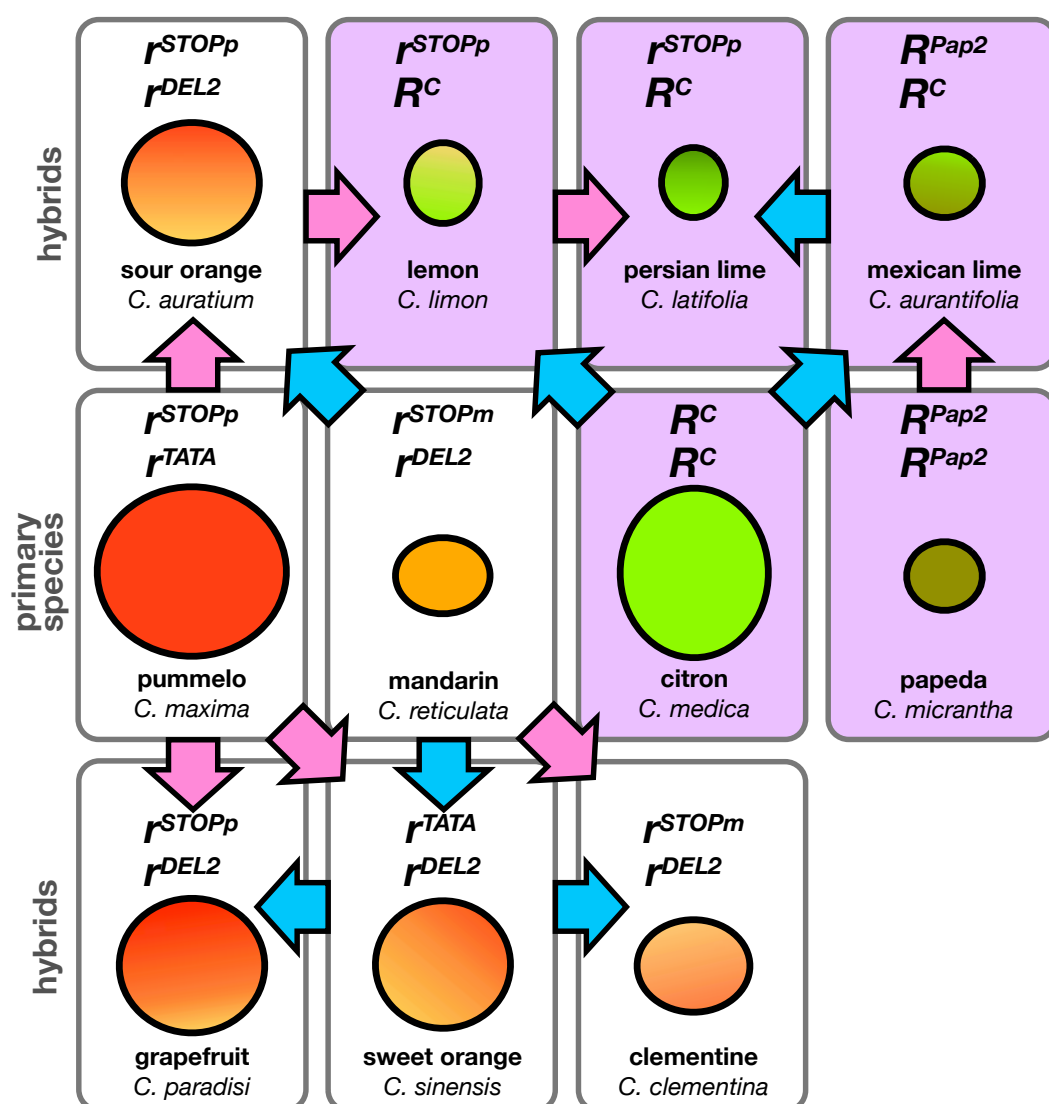 hybrids
r^STOPp
r^DEL2
sour orange
C. auratium
r^STOPp
R^C
lemon
C. limon
r^STOPp
R^C
persian lime
C. latifolia
R^Pap2
R^C
mexican lime
C. aurantifolia
primary
species
r^STOPp
r^TATA
pummelo
C. maxima
r^STOPm
r^DEL2
mandarin
C. reticulata
R^C
R^C
citron
C. medica
R^Pap2
R^Pap2
papeda
C. micrantha
hybrids
r^STOPp
r^DEL2
grapefruit
C. paradisi
r^TATA
r^DEL2
sweet orange
C. sinensis
r^STOPm
r^DEL2
clementine
C. clementina